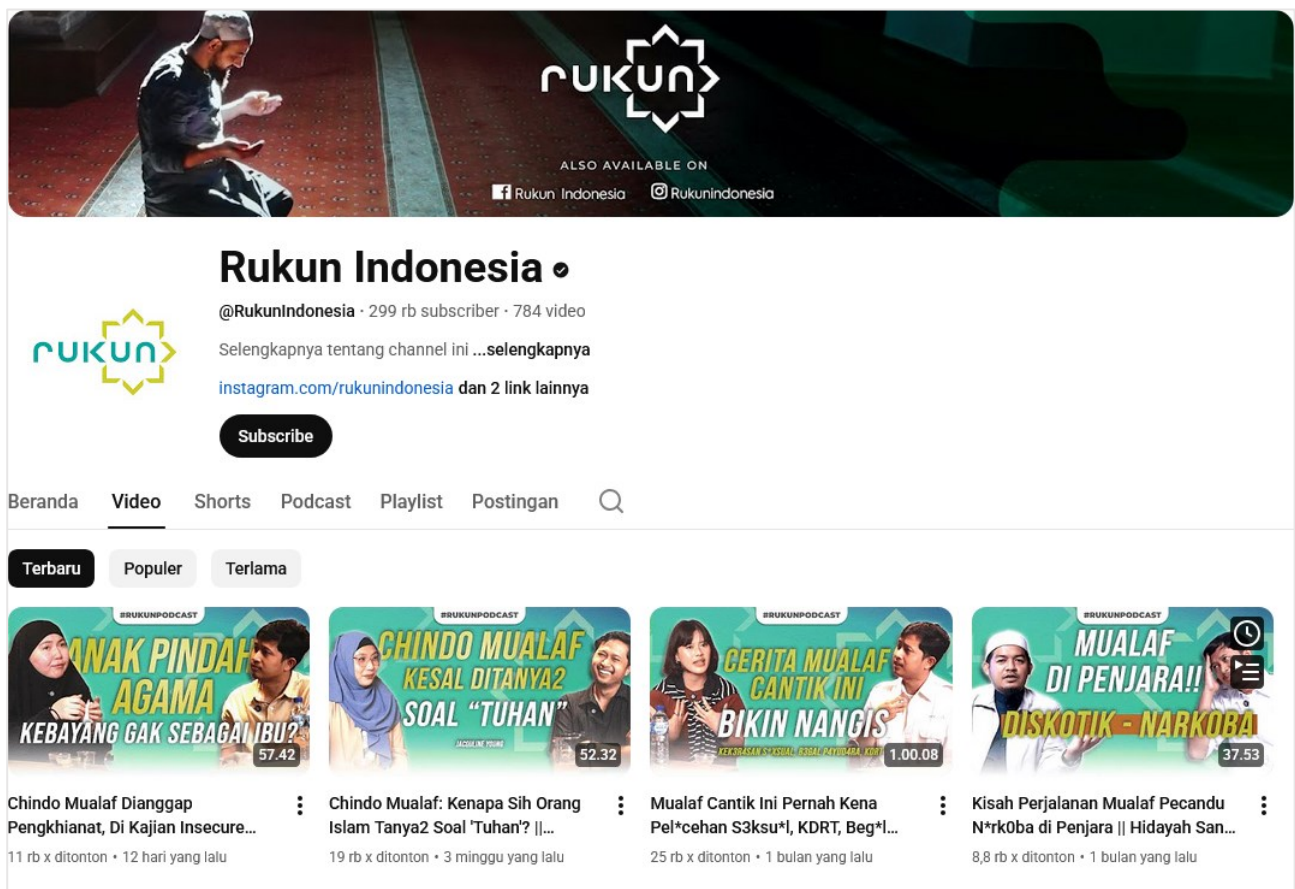 rukun
ALSO AVAILABLE ON
Rukun Indonesia Rukunindonesia
rukun
Rukun Indonesia
@RukunIndonesia · 299 rb subscriber · 784 video
Selengkapnya tentang channel ini ...selengkapnya
instagram.com/rukunindonesia dan 2 link lainnya
Subscribe
Beranda Video Shorts Podcast Playlist Postingan
Terbaru Populer Terlama
#RUKUNPODCAST
ANAK PINDAH
AGAMA
KEBAYANG GAK SEBAGAI IBU?
57.42
Chindo Mualaf Dianggap
Pengkhianat, Di Kajian Insecure...
11 rb x ditonton • 12 hari yang lalu
#RUKUNPODCAST
CHINDO MUALAF
KESAL DITANYA2
SOAL “TUHAN”
JACQULINE YOUNG
52.32
Chindo Mualaf: Kenapa Sih Orang
Islam Tanya2 Soal 'Tuhan'? ||...
19 rb x ditonton • 3 minggu yang lalu
#RUKUNPODCAST
CERITA MUALAF
CANTIK INI
BIKIN NANGIS
KEK3R4SAN S*XSUAL, B3GAL P4YUD4RA, KDRT
1.00.08
Mualaf Cantik Ini Pernah Kena
Pel*cehan S3ksu*l, KDRT, Beg*l...
25 rb x ditonton • 1 bulan yang lalu
#RUKUNPODCAST
MUALAF
DI PENJARA!!
DISKOTIK - NARKOBA
37.53
Kisah Perjalanan Mualaf Pecandu
N*rk0ba di Penjara || Hidayah San...
8,8 rb x ditonton • 1 bulan yang lalu